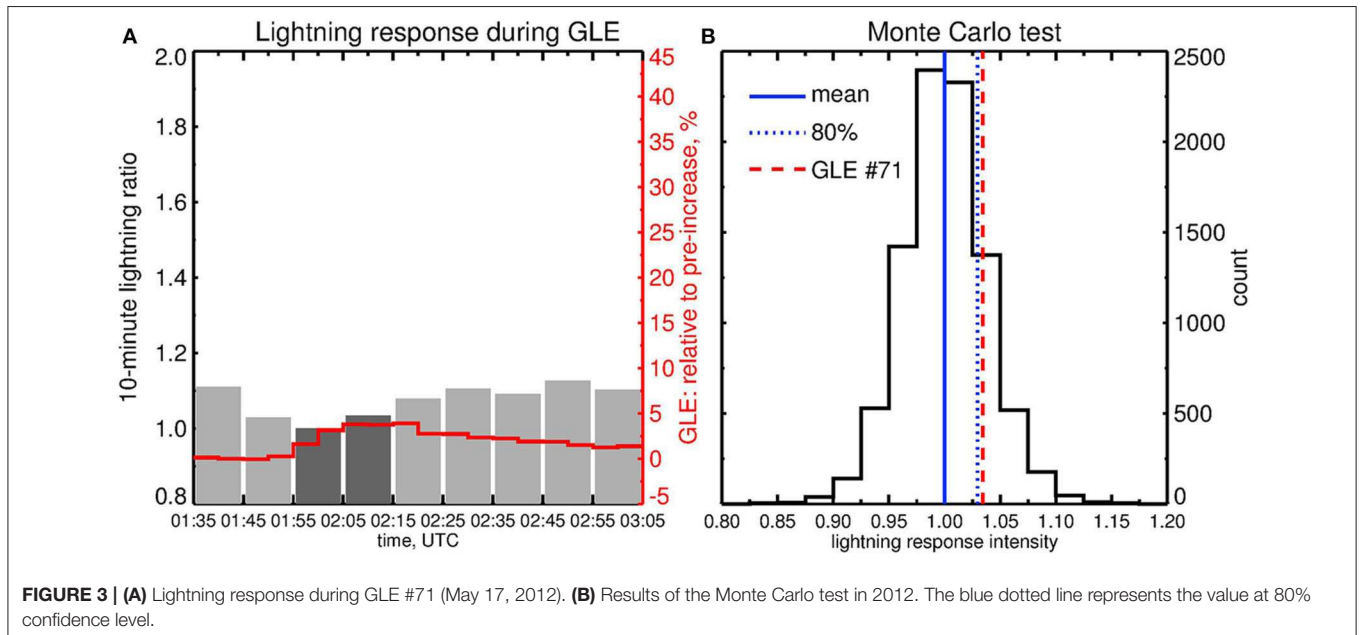 A Lightning response during GLE
2.0
1.8
1.6
1.4
1.2
1.0
0.8
10-minute lightning ratio
45
40
35
30
25
20
15
10
5
0
-5
GLE: relative to pre-increase, %
01:35 01:45 01:55 02:05 02:15 02:25 02:35 02:45 02:55 03:05
time, UTC
B Monte Carlo test
mean
80%
GLE #71
2500
2000
1500
1000
500
0
count
0.80 0.85 0.90 0.95 1.00 1.05 1.10 1.15 1.20
lightning response intensity
FIGURE 3 | (A) Lightning response during GLE #71 (May 17, 2012). (B) Results of the Monte Carlo test in 2012. The blue dotted line represents the value at 80%
confidence level.